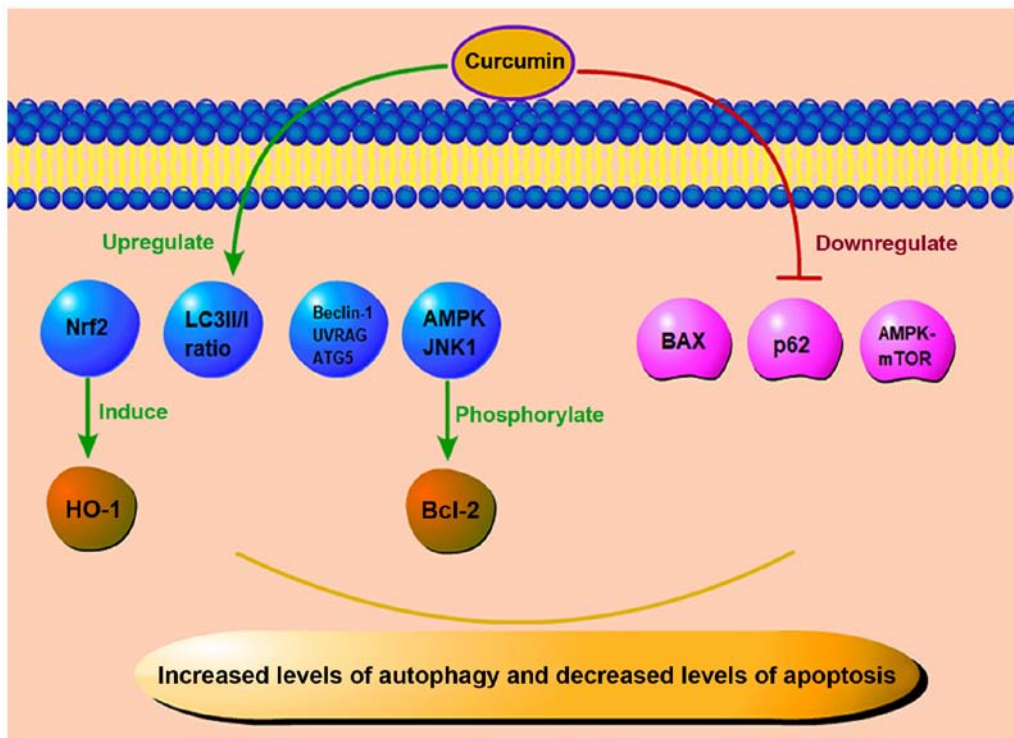 Curcumin
Upregulate
Downregulate
Nrf2
LC3II/I
ratio
Beclin-1
UVRAG
ATG5
AMPK
JNK1
BAX
p62
AMPK-
mTOR
Induce
Phosphorylate
HO-1
Bcl-2
Increased levels of autophagy and decreased levels of apoptosis